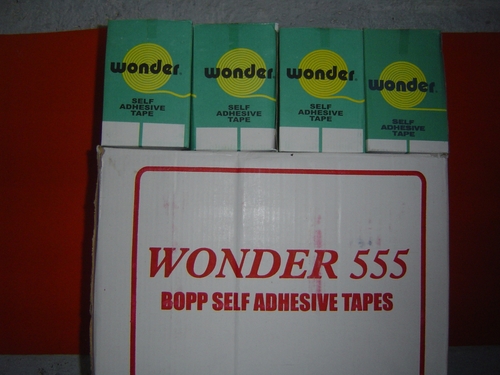 wonder
SELF
ADHESIVE
TAPE
wonder
SELF
ADHESIVE
TAPE
wonder
SELF
ADHESIVE
TAPE
wonder
SELF
ADHESIVE
TAPE
WONDER 555
BOPP SELF ADHESIVE TAPES